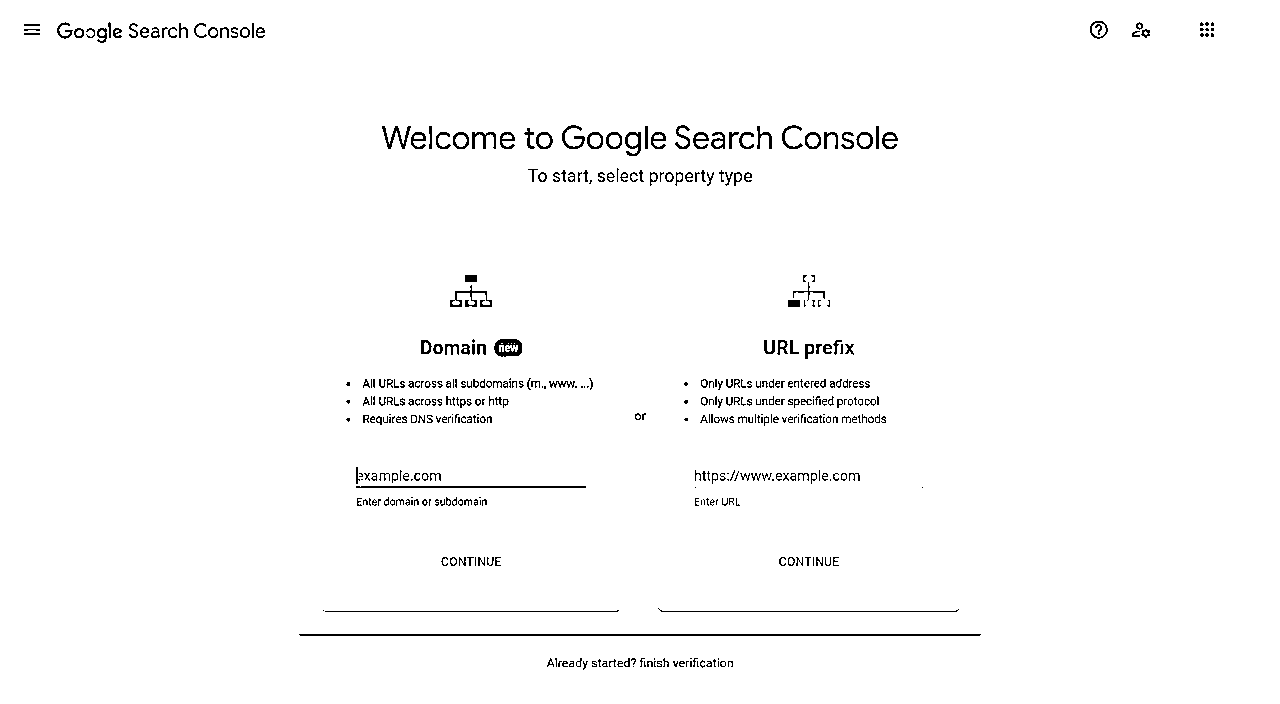 Google Search Console
Welcome to Google Search Console
To start, select property type
Domain new
All URLs across all subdomains (m., www. ...)
All URLs across https or http
Requires DNS verification
example.com
Enter domain or subdomain
CONTINUE
or
URL prefix
Only URLs under entered address
Only URLs under specified protocol
Allows multiple verification methods
https://www.example.com
Enter URL
CONTINUE
Already started? finish verification